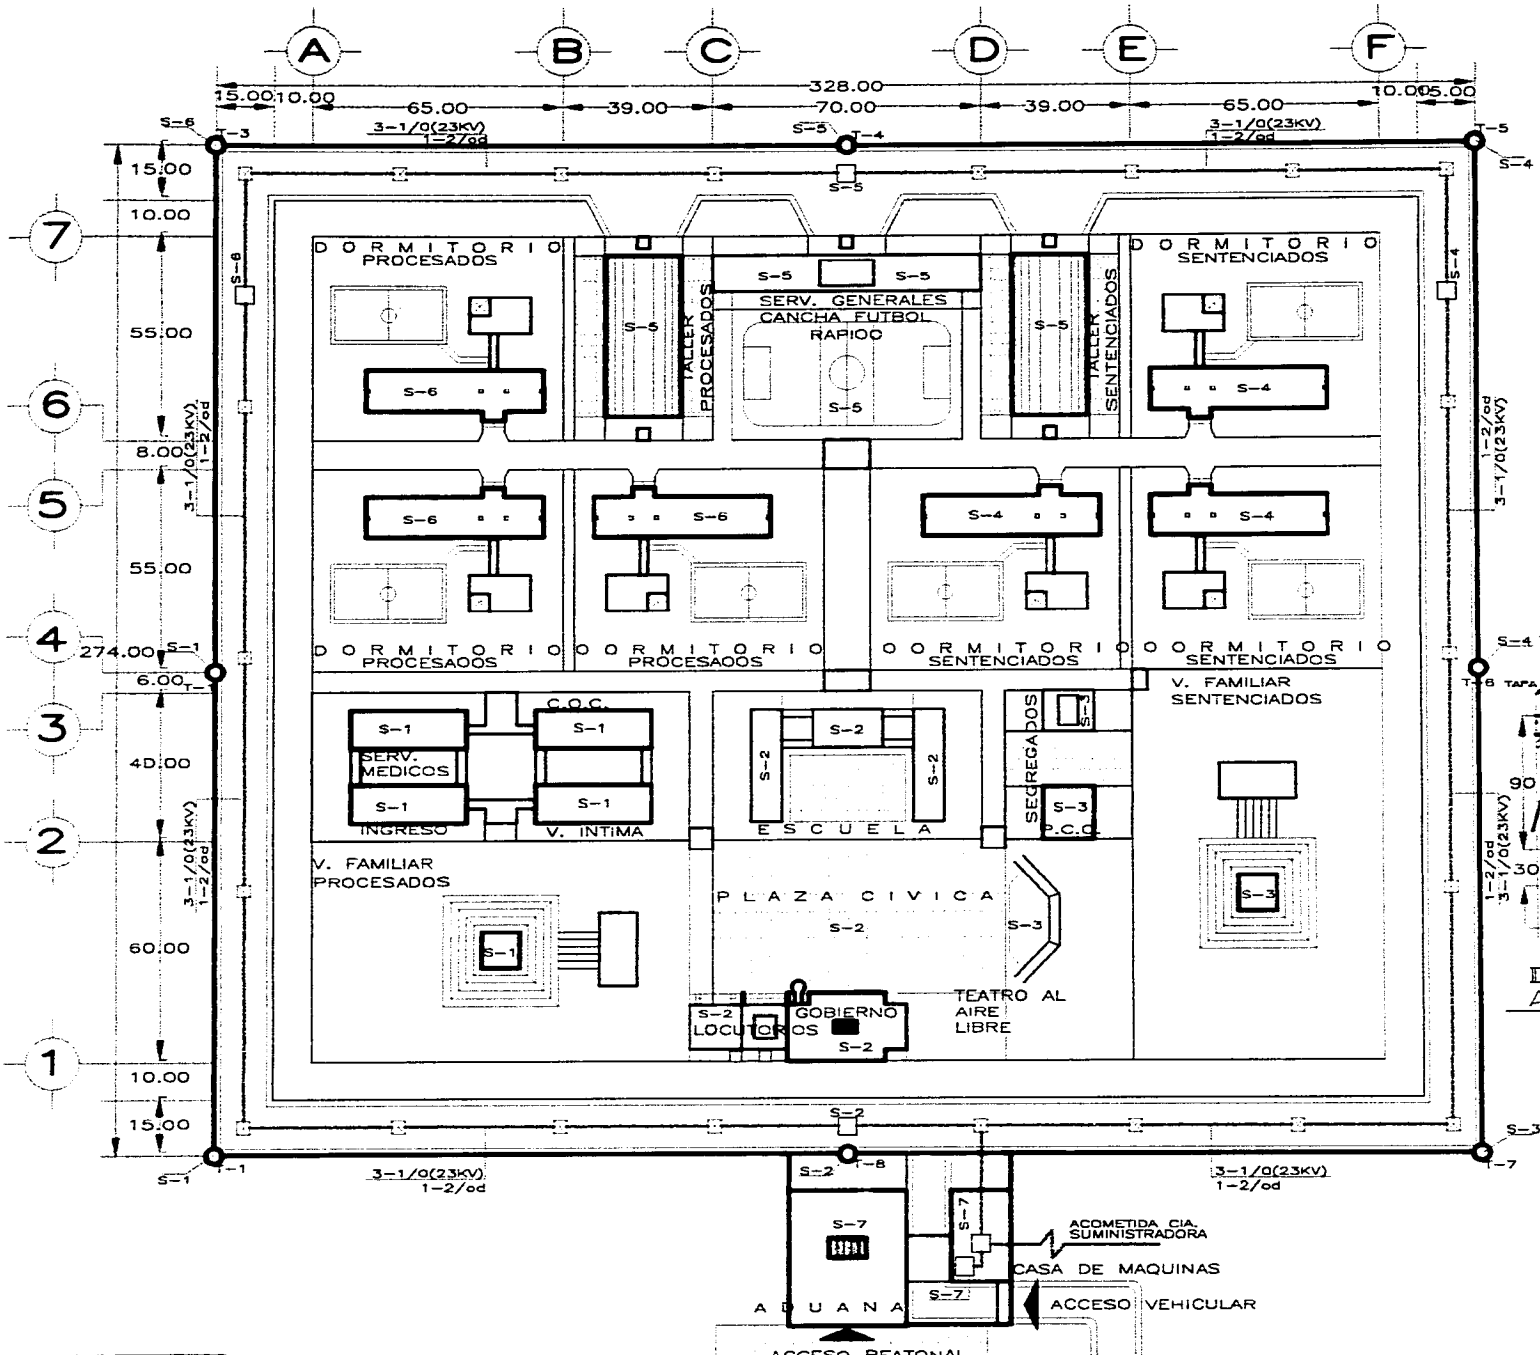 A B C D E F
328.00
15.00 10.00 65.00 39.00 70.00 39.00 65.00 10.00 15.00
S-6 T-3 3-1/0(23KV) S-5 T-4 3-1/0(23KV) T-5
1-2/od 1-2/od S-4
15.00
S-5
10.00
7
DORMITORIO DORMITORIO
PROCESADOS SENTENCIADOS
S-6 S-5 S-5 S-4
SERV. GENERALES
CANCHA FUTBOL
RAPIOO
55.00
S-5 TALLER PROCESADOS S-5 TALLER SENTENCIADOS
S-6 S-5 S-4
6
3-1/0(23KV)
1-2/od
1-2/od
3-1/0(23KV)
8.00
5
S-6 S-6 S-4 S-4
55.00
4
274.00 S-1 S-4
DORMITORIO DORMITORIO DORMITORIO DORMITORIO
PROCESADOS PROCESADOS SENTENCIADOS SENTENCIADOS
6.00 T-6 TAPA
V. FAMILIAR
SENTENCIADOS
3
C.O.C.
S-1 S-1 S-2 S-3
SERV.
MEDICOS
S-2 S-2 SEGREGADOS
40.00 90
S-1 S-1 S-3
INGRESO V. INTIMA ESCUELA P.C.C.
2
3-1/0(23KV)
1-2/od
1-2/od
3-1/0(23KV)
30
V. FAMILIAR
PROCESADOS
PLAZA CIVICA
S-2 S-3 S-3
60.00 S-1
TEATRO AL
AIRE
LIBRE
S-2 GOBIERNO
LOCUTORIOS
S-2
1
10.00
15.00 S-2
S-1 T-1 S-2 T-8 S-3 T-7
3-1/0(23KV) 3-1/0(23KV)
1-2/od 1-2/od
S-7 S-7
ACOMETIDA CIA.
SUMINISTRADORA
CASA DE MAQUINAS
S-7
ADUANA ACCESO VEHICULAR
ACCESO PEATONAL